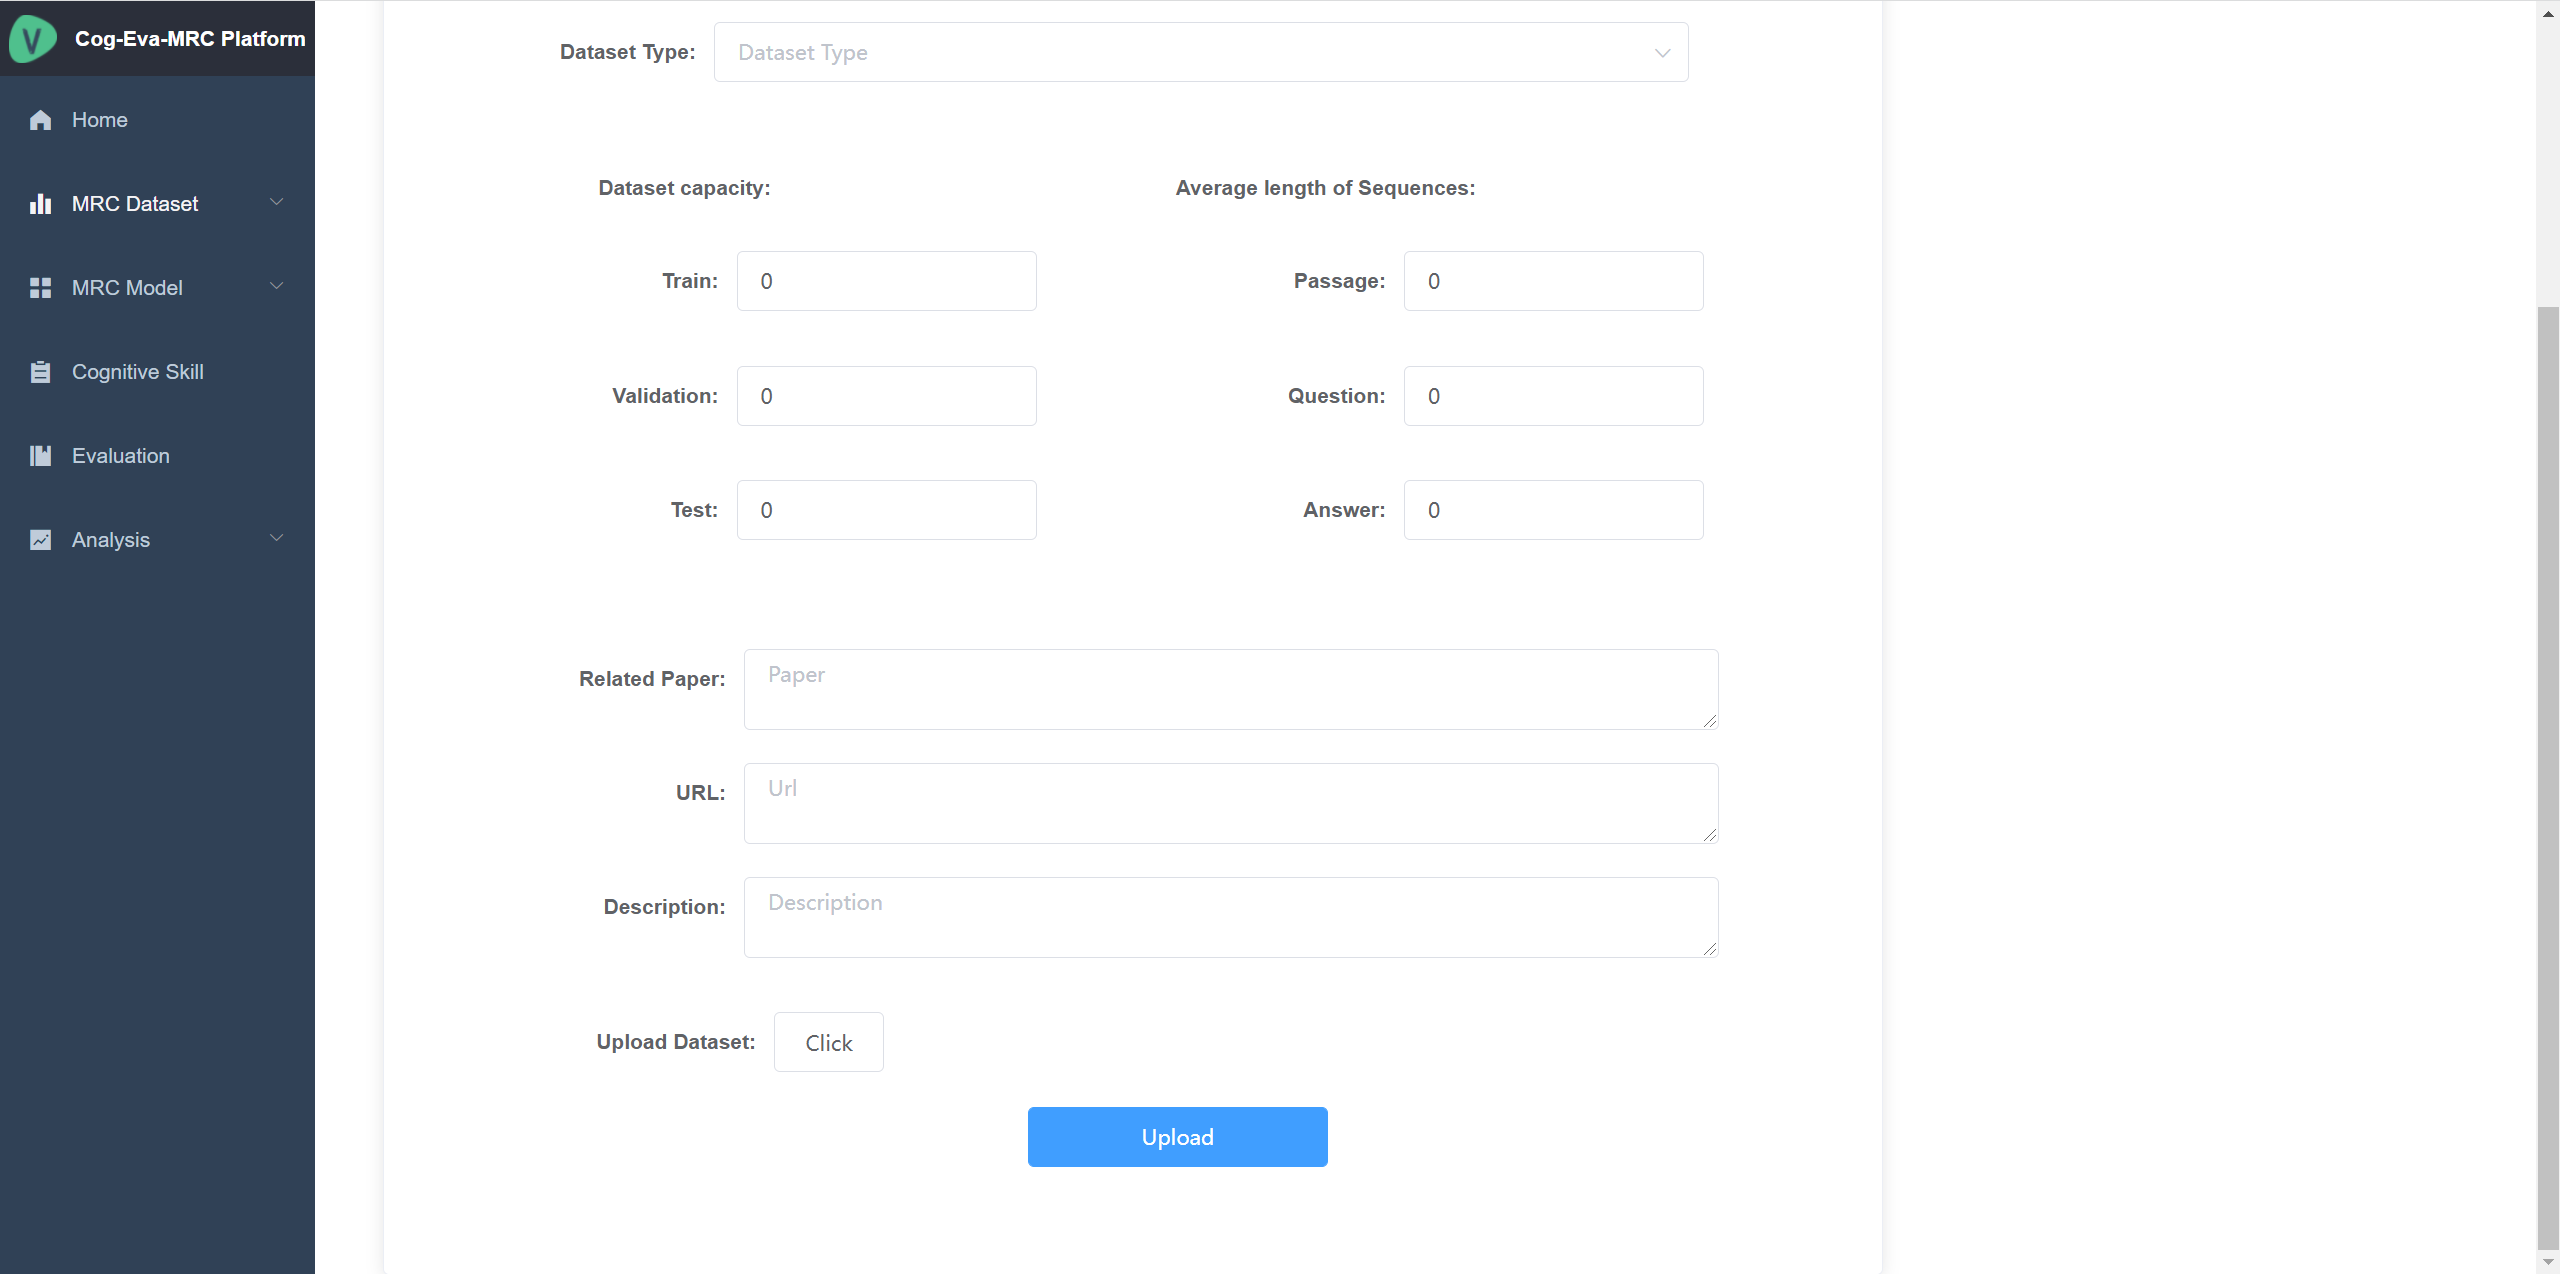 Cog-Eva-MRC Platform
Home
MRC Dataset
MRC Model
Cognitive Skill
Evaluation
Analysis
Dataset Type: Dataset Type
Dataset capacity: Average length of Sequences:
Train: 0 Passage: 0
Validation: 0 Question: 0
Test: 0 Answer: 0
Related Paper: Paper
URL: Url
Description: Description
Upload Dataset: Click
Upload